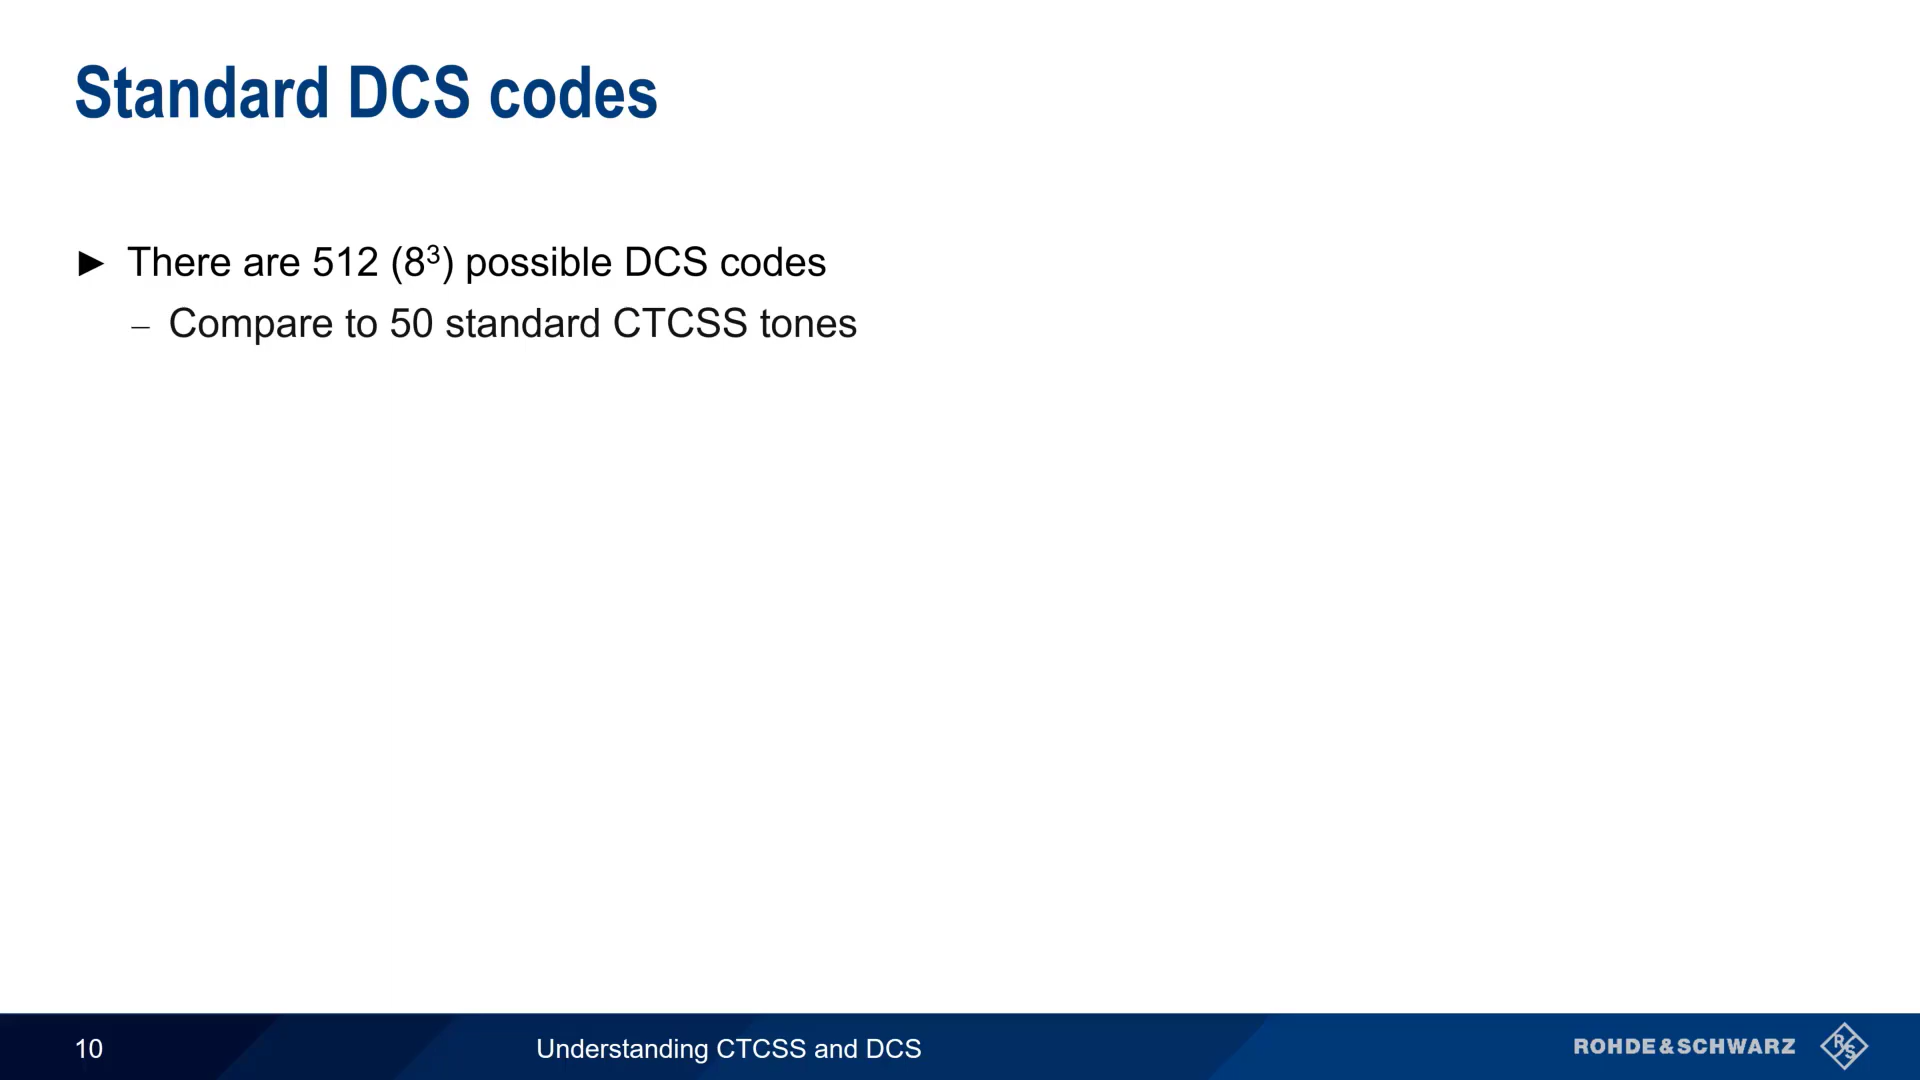 Standard DCS codes
► There are 512 (8³) possible DCS codes
– Compare to 50 standard CTCSS tones
10
Understanding CTCSS and DCS
ROHDE&SCHWARZ
R&S